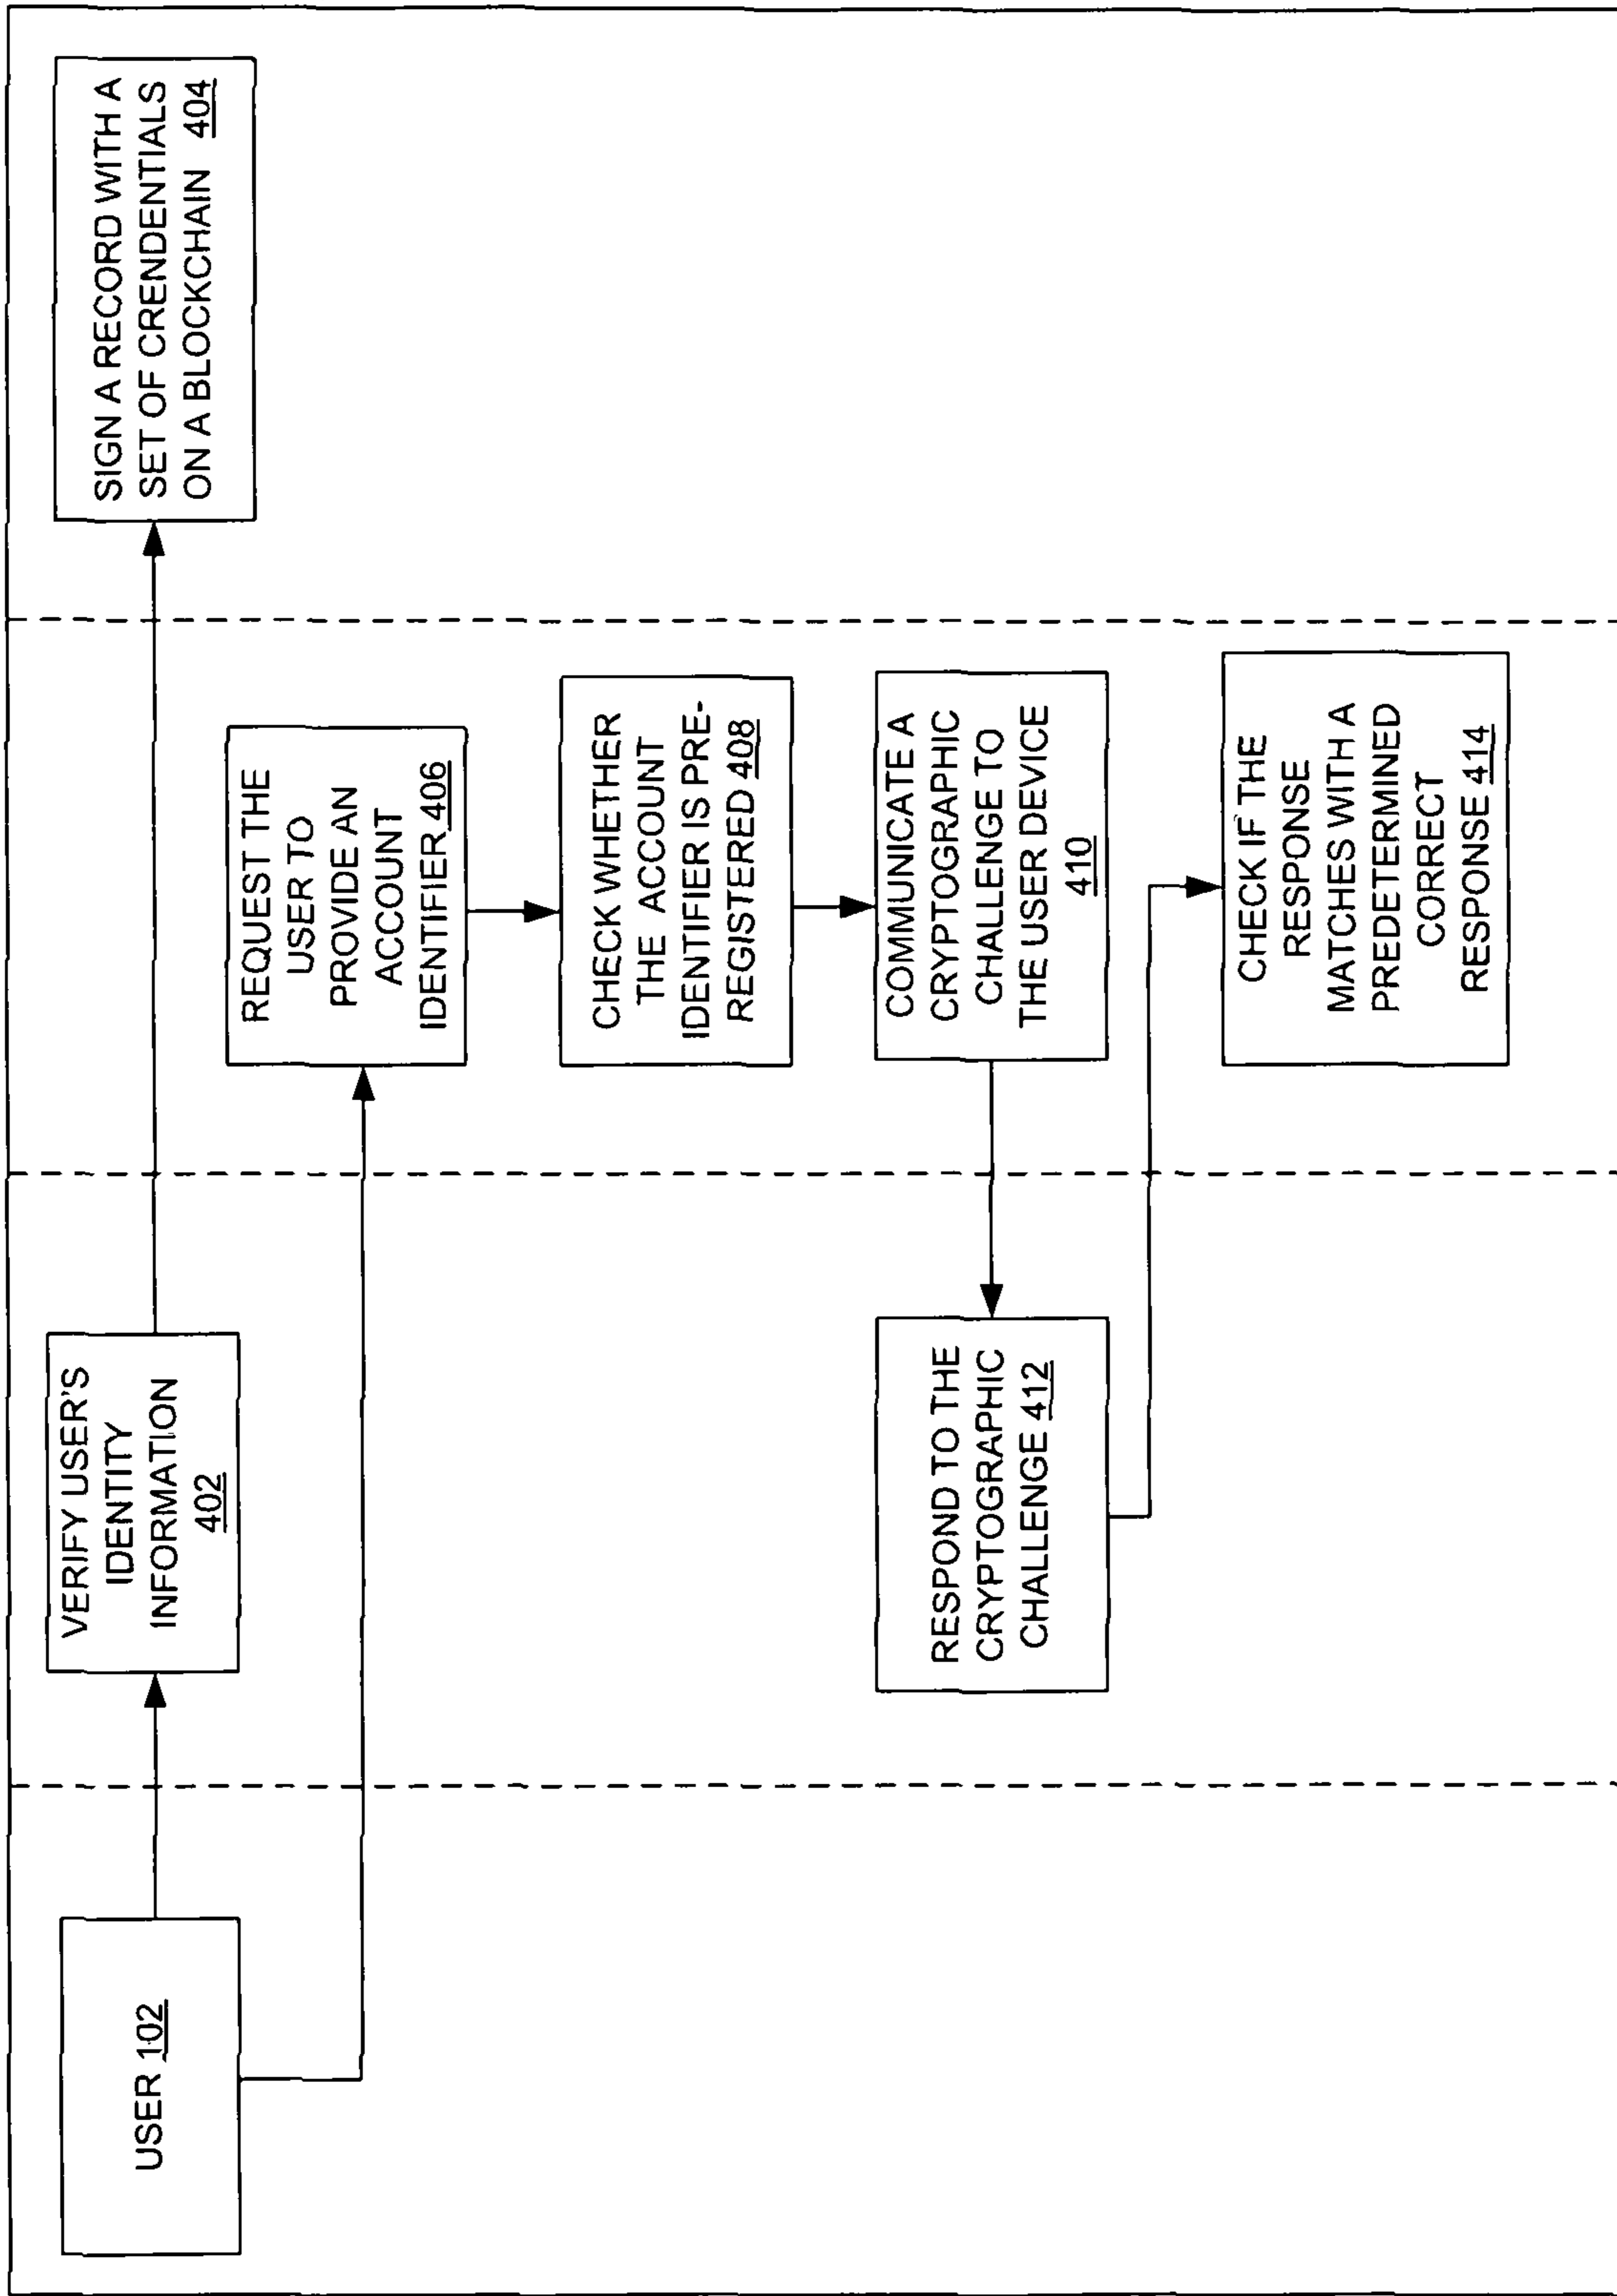 USER 102
VERIFY USER'S
IDENTITY
INFORMATION
402
SIGN A RECORD WITH A
SET OF CRENDENTIALS
ON A BLOCKCHAIN 404
REQUEST THE
USER TO
PROVIDE AN
ACCOUNT
IDENTIFIER 406
CHECK WHETHER
THE ACCOUNT
IDENTIFIER IS PRE-
REGISTERED 408
COMMUNICATE A
CRYPTOGRAPHIC
CHALLENGE TO
THE USER DEVICE
410
RESPOND TO THE
CRYPTOGRAPHIC
CHALLENGE 412
CHECK IF THE
RESPONSE
MATCHES WITH A
PREDETERMINED
CORRECT
RESPONSE 414